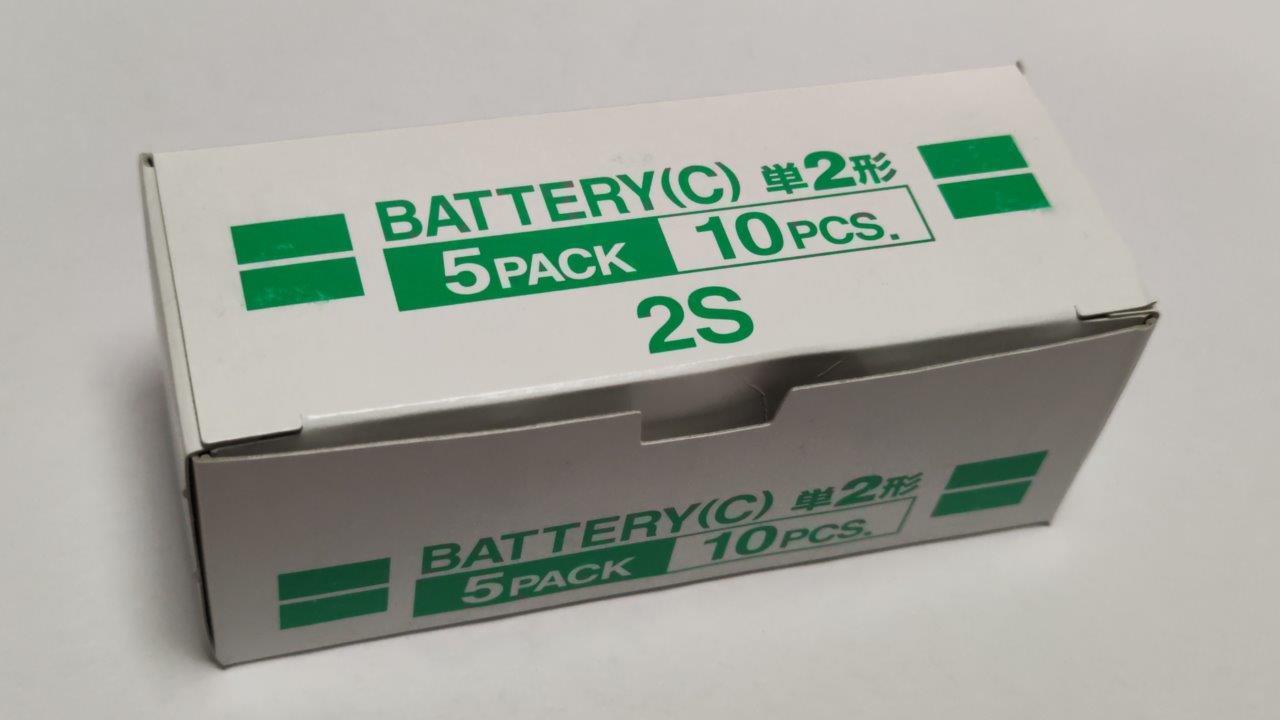 BATTERY(C) 単2形
5PACK 10PCS.
2S
BATTERY(C) 単2形
5PACK 10PCS.